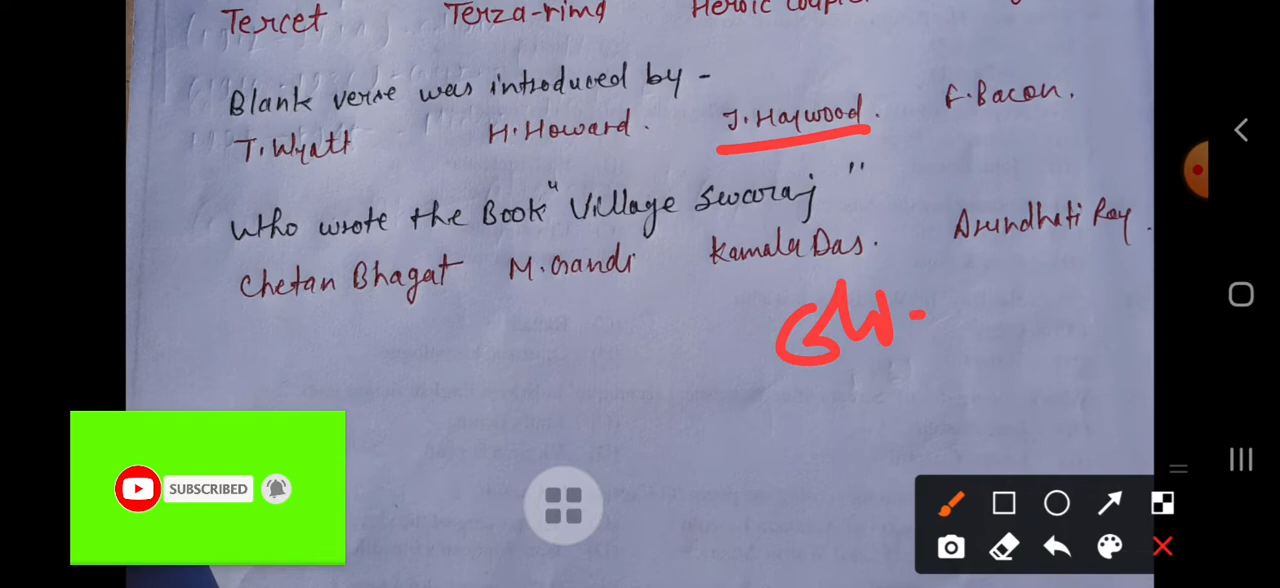 Tercet Terza-rima Heroic couplet
Blank verse was introduced by -
T. Wyatt H. Howard. J. Haywood. F. Bacon.
Who wrote the Book "Village Swaraj"
Chetan Bhagat M. Gandi Kamala Das. Arundhati Roy.
SUBSCRIBED